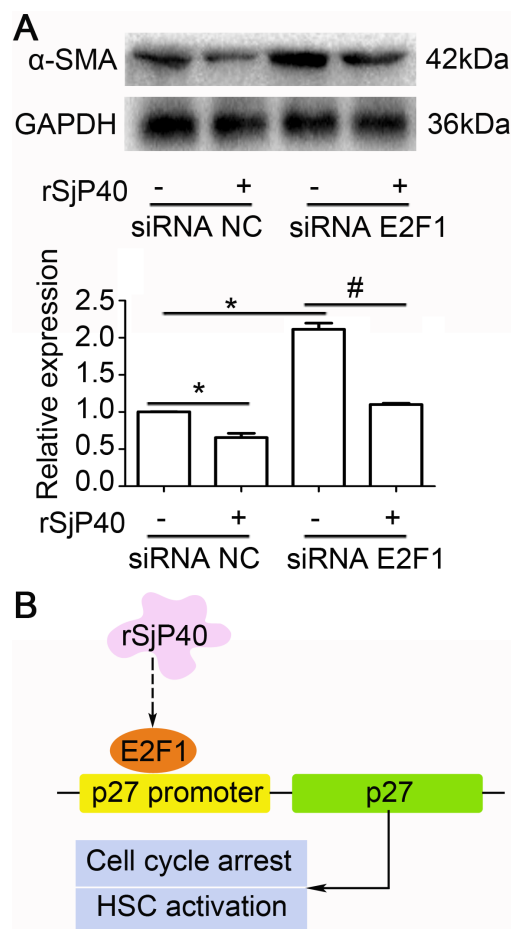 A
α-SMA 42kDa
GAPDH 36kDa
rSjP40 - + - +
siRNA NC siRNA E2F1
Relative expression
2.5
2.0
1.5
1.0
0.5
0.0
* # *
rSjP40 - + - +
siRNA NC siRNA E2F1
B
rSjP40
E2F1
p27 promoter p27
Cell cycle arrest
HSC activation